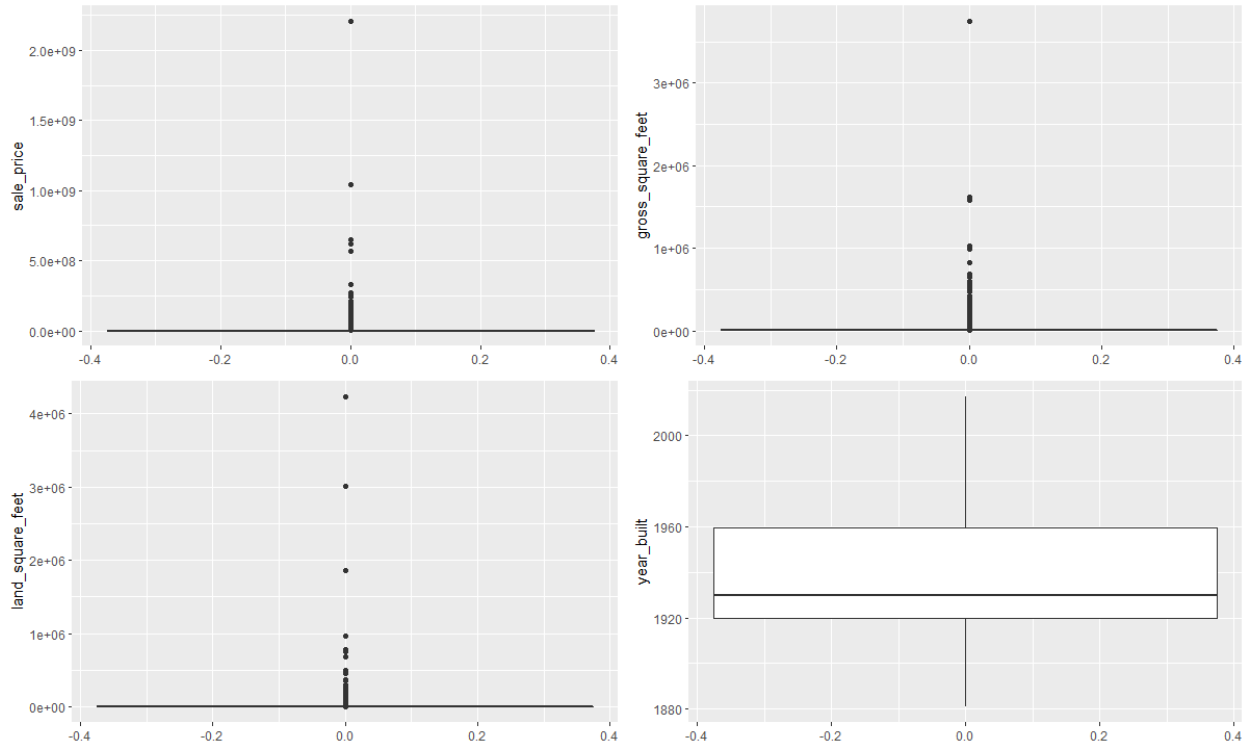 sale_price
2.0e+09
1.5e+09
1.0e+09
5.0e+08
0.0e+00
-0.4 -0.2 0.0 0.2 0.4
gross_square_feet
3e+06
2e+06
1e+06
0e+00
-0.4 -0.2 0.0 0.2 0.4
land_square_feet
4e+06
3e+06
2e+06
1e+06
0e+00
-0.4 -0.2 0.0 0.2 0.4
year_built
2000
1960
1920
1880
-0.4 -0.2 0.0 0.2 0.4